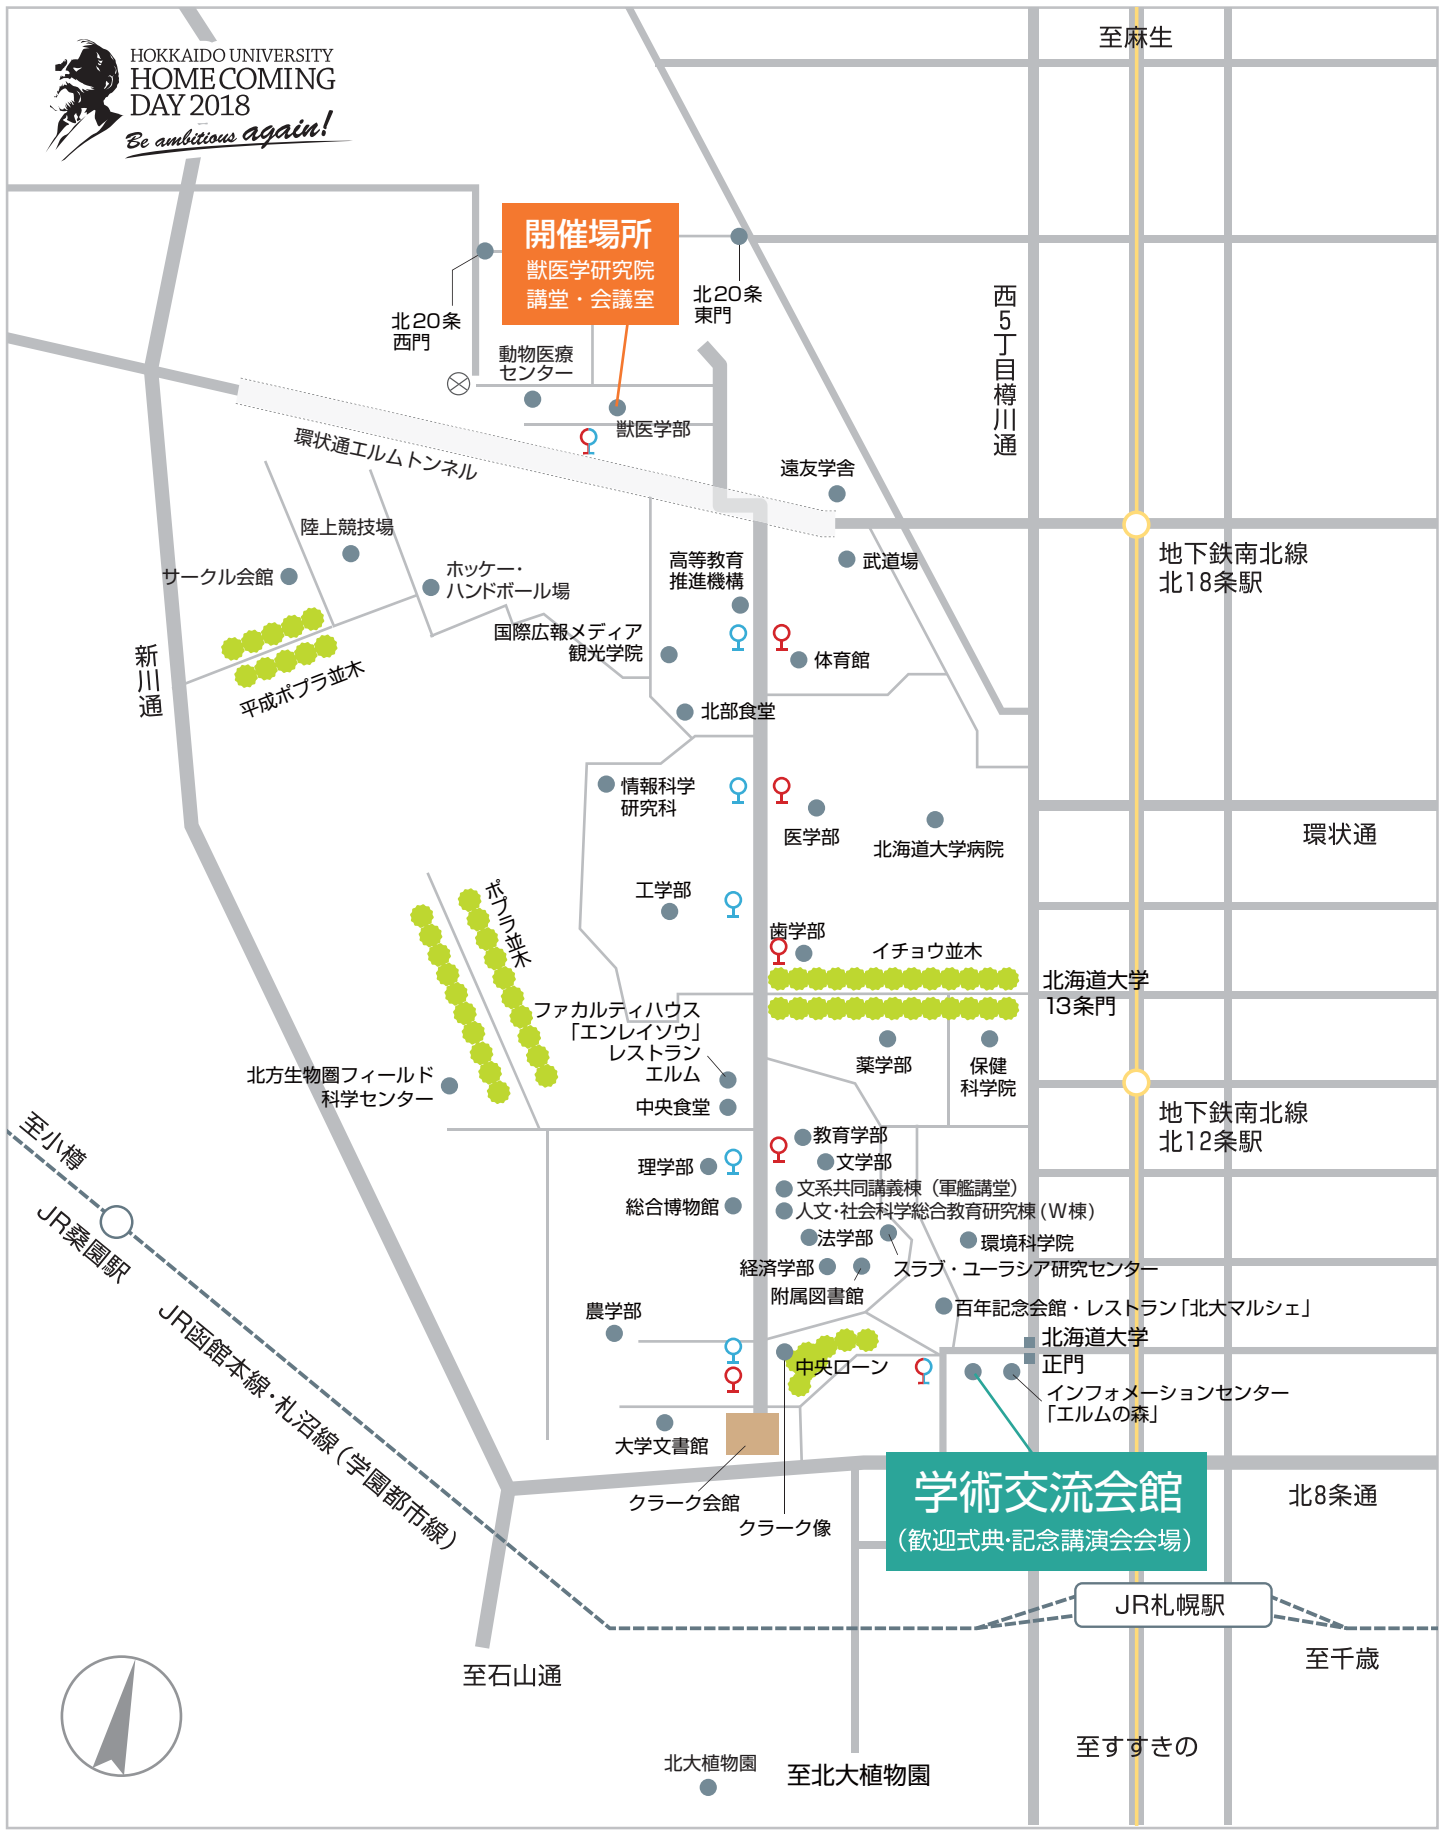 HOKKAIDO UNIVERSITY
HOME COMING
DAY 2018
Be ambitious again!
至麻生
開催場所
獣医学研究院
講堂・会議室
北20条
西門
北20条
東門
西5丁目樽川通
動物医療
センター
獣医学部
環状通エルムトンネル
遠友学舎
陸上競技場
高等教育
推進機構
武道場
地下鉄南北線
北18条駅
サークル会館
ホッケー・
ハンドボール場
国際広報メディア
観光学院
体育館
新川通
平成ポプラ並木
北部食堂
情報科学
研究科
医学部
北海道大学病院
環状通
工学部
ポプラ並木
歯学部
イチョウ並木
北海道大学
13条門
ファカルティハウス
「エンレイソウ」
レストラン
エルム
薬学部
保健
科学院
北方生物圏フィールド
科学センター
中央食堂
地下鉄南北線
北12条駅
至小樽
教育学部
理学部
文学部
文系共同講義棟（軍艦講堂）
総合博物館
人文・社会科学総合教育研究棟(W棟)
JR桑園駅
法学部
環境科学院
経済学部
スラブ・ユーラシア研究センター
附属図書館
農学部
百年記念会館・レストラン「北大マルシェ」
JR函館本線・札沼線（学園都市線）
北海道大学
正門
中央ローン
インフォメーションセンター
「エルムの森」
大学文書館
クラーク会館
クラーク像
学術交流会館
（歓迎式典・記念講演会会場）
北8条通
JR札幌駅
至千歳
至石山通
至すすきの
北大植物園
至北大植物園